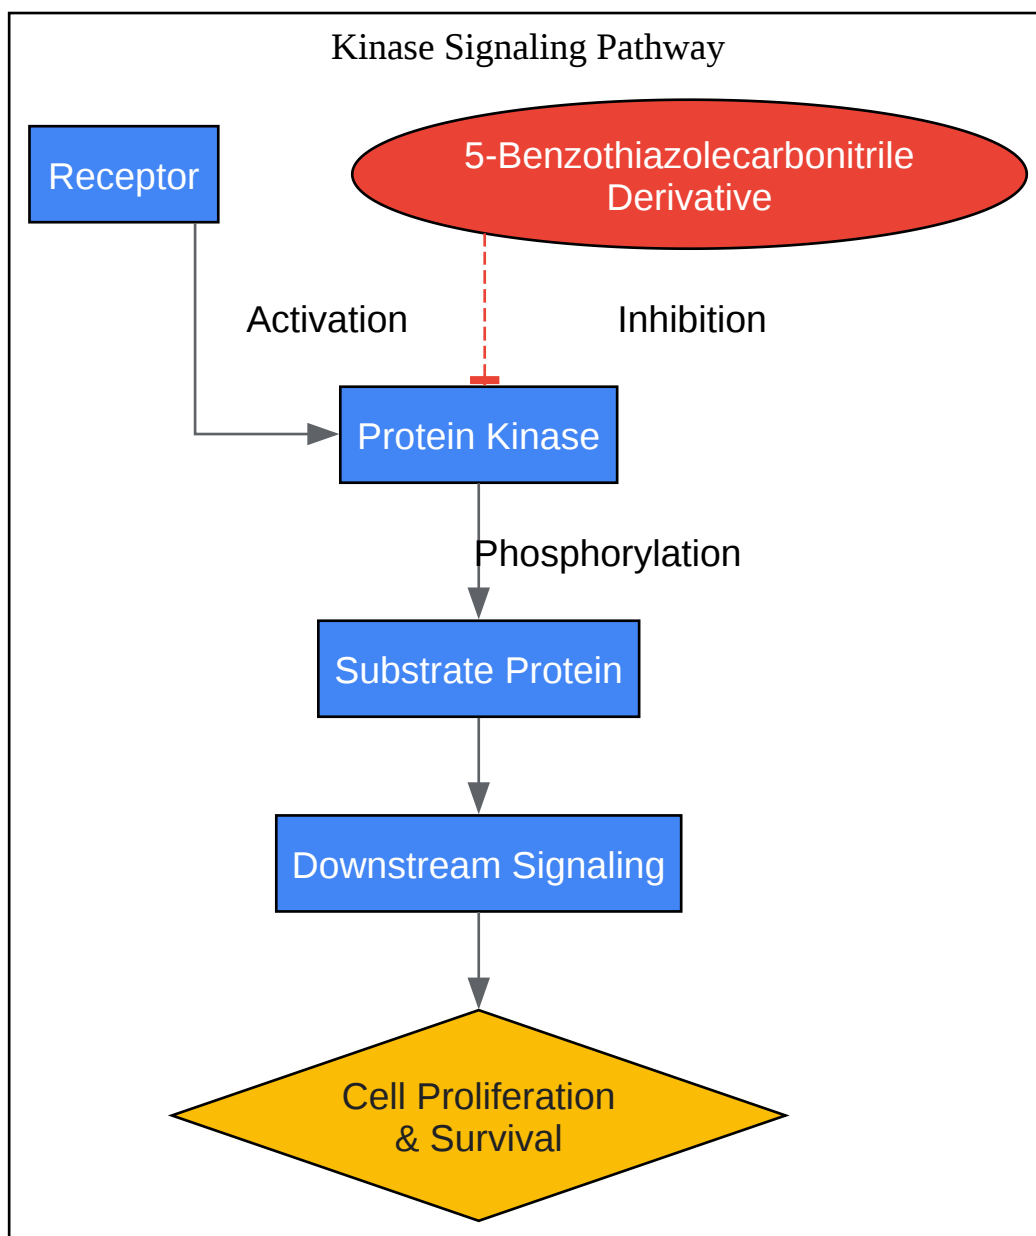 Kinase Signaling Pathway
Receptor
5-Benzothiazolecarbonitrile
Derivative
Activation
Inhibition
Protein Kinase
Phosphorylation
Substrate Protein
Downstream Signaling
Cell Proliferation
& Survival